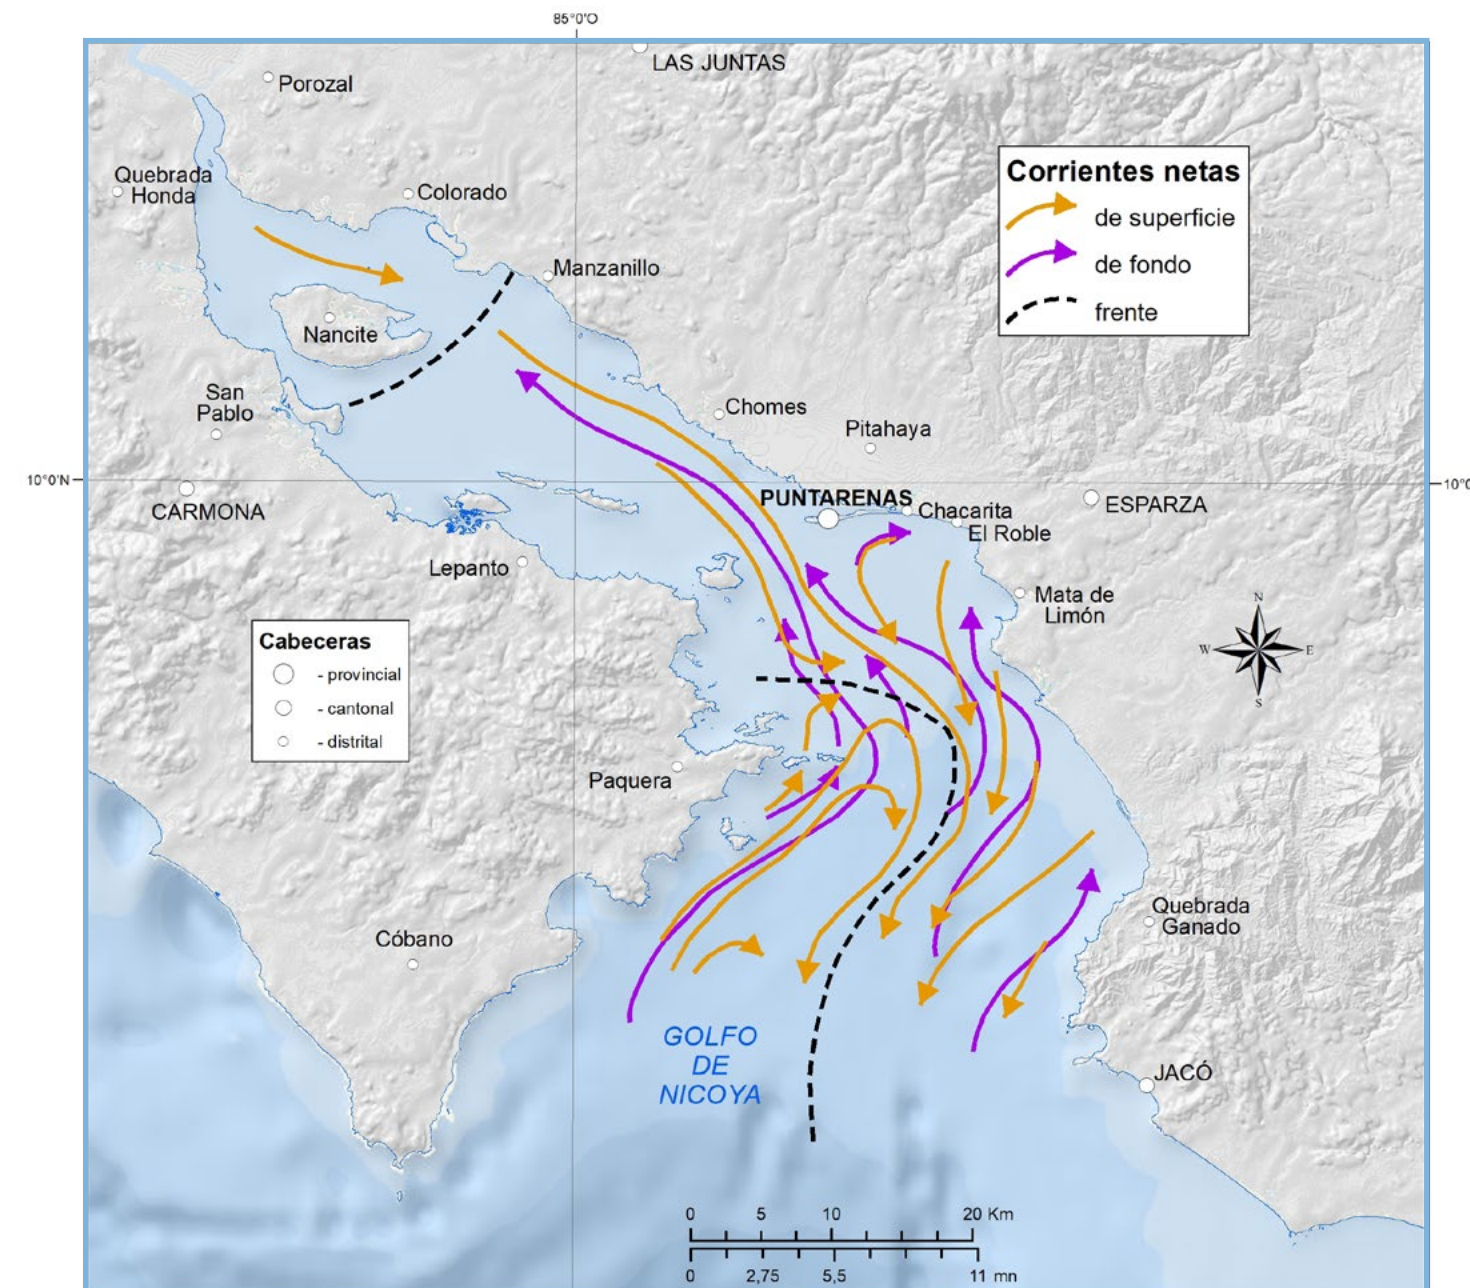 85°0'O
LAS JUNTAS
Porozal
Quebrada
Honda
Colorado
Corrientes netas
de superficie
de fondo
frente
Manzanillo
Nancite
San
Pablo
Chomes
Pitahaya
10°0'N
10°0
CARMONA
PUNTARENAS
Chacarita
ESPARZA
El Roble
Lepanto
Mata de
Limón
N
W
E
S
Cabeceras
- provincial
- cantonal
- distrital
Paquera
Quebrada
Ganado
Cóbano
GOLFO
DE
NICOYA
JACÓ
0 5 10 20 Km
0 2,75 5,5 11 mn